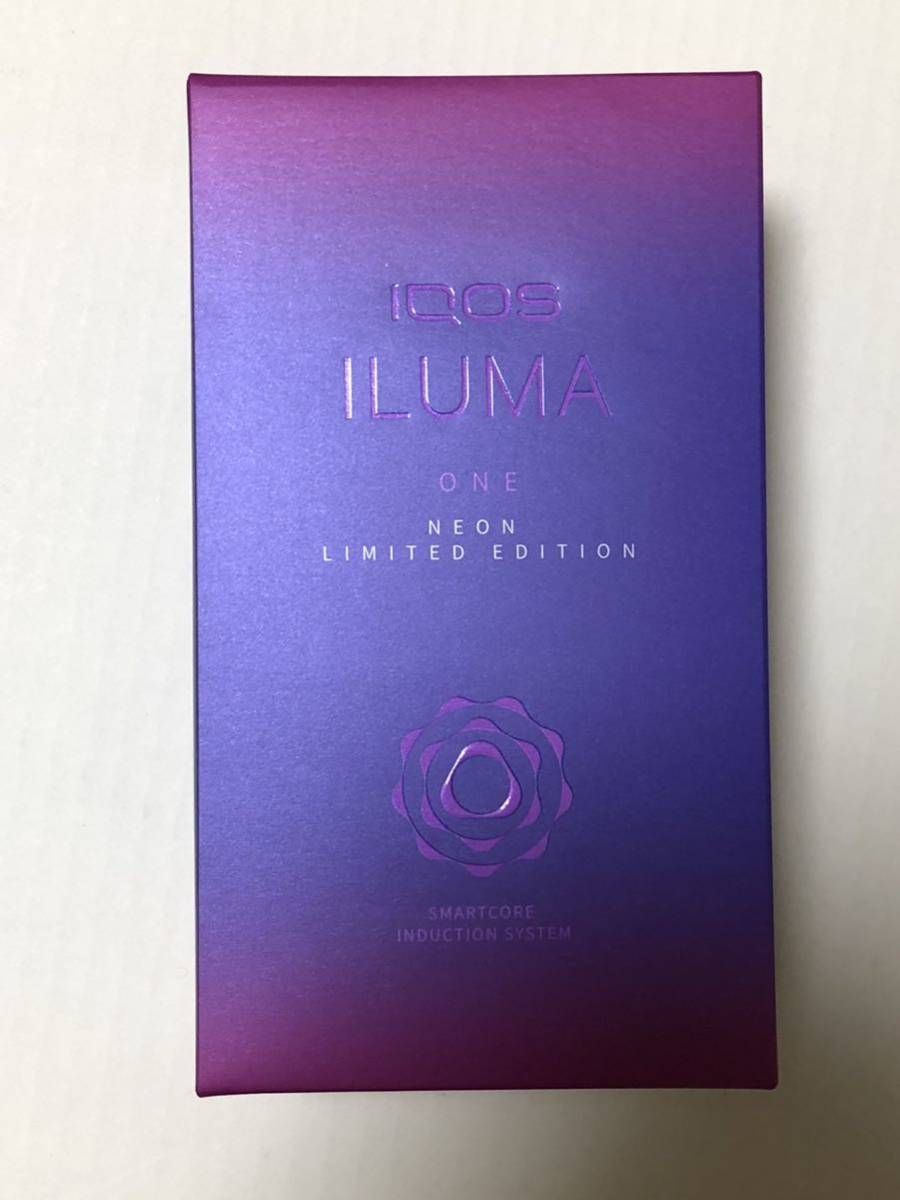 IQOS
ILUMA
ONE
NEON
LIMITED EDITION
SMARTCORE
INDUCTION SYSTEM